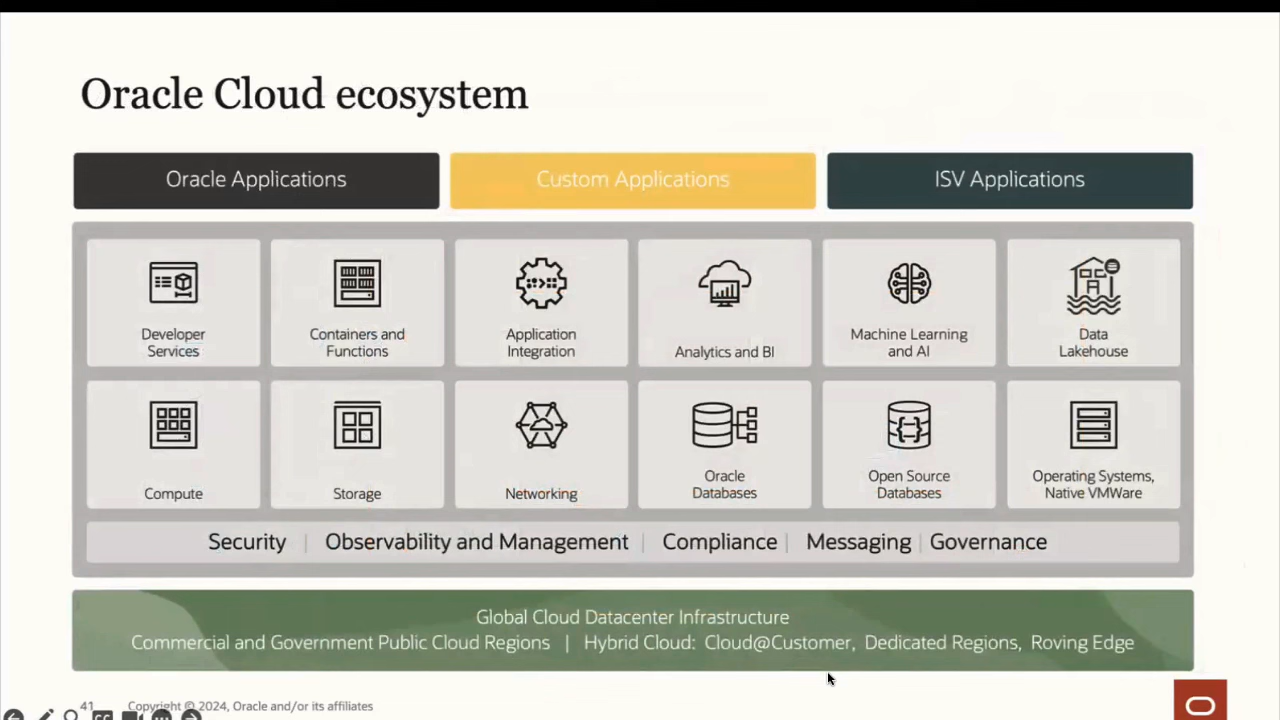 Oracle Cloud ecosystem
Oracle Applications
Custom Applications
ISV Applications
Developer
Services
Containers and
Functions
Application
Integration
Analytics and BI
Machine Learning
and AI
Data
Lakehouse
Compute
Storage
Networking
Oracle
Databases
Open Source
Databases
Operating Systems,
Native VMWare
Security | Observability and Management | Compliance | Messaging | Governance
Global Cloud Datacenter Infrastructure
Commercial and Government Public Cloud Regions | Hybrid Cloud: Cloud@Customer, Dedicated Regions, Roving Edge
41 Copyright © 2024, Oracle and/or its affiliates